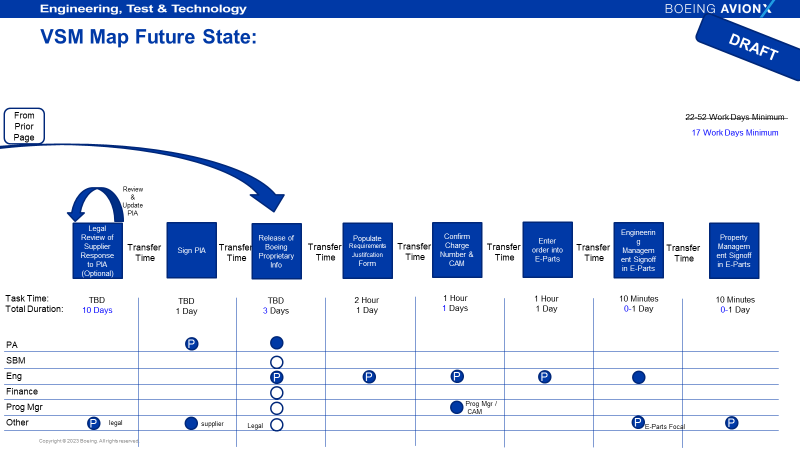 Engineering, Test & Technology
BOEING AVIONX
VSM Map Future State:
DRAFT
From
Prior
Page
22-52 Work Days Minimum
17 Work Days Minimum
Review
&
Update
PIA
Legal
Review of
Supplier
Response
to PIA
(Optional)
Transfer
Time
Sign PIA
Transfer
Time
Release of
Boeing
Proprietary
Info
Transfer
Time
Populate
Requirements
Justifcation
Form
Transfer
Time
Confirm
Charge
Number &
CAM
Transfer
Time
Enter
order into
E-Parts
Transfer
Time
Engineerin
g
Managem
ent Signoff
in E-Parts
Transfer
Time
Property
Managem
ent Signoff
in E-Parts
Task Time: TBD TBD TBD 2 Hour 1 Hour 1 Hour 10 Minutes 10 Minutes
Total Duration: 10 Days 1 Day 3 Days 1 Day 1 Days 1 Day 0-1 Day 0-1 Day
PA P
SBM
Eng P P P P
Finance
Prog Mgr Prog Mgr /
CAM
Other P legal supplier Legal P E-Parts Focal P
Copyright © 2023 Boeing. All rights reserved.